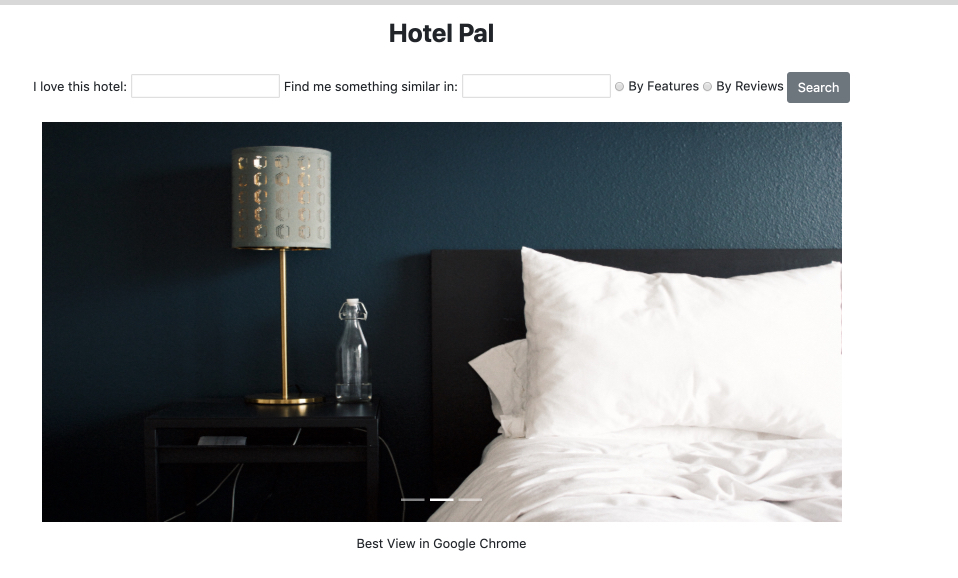 Hotel Pal
I love this hotel: Find me something similar in: By Features By Reviews Search
Best View in Google Chrome